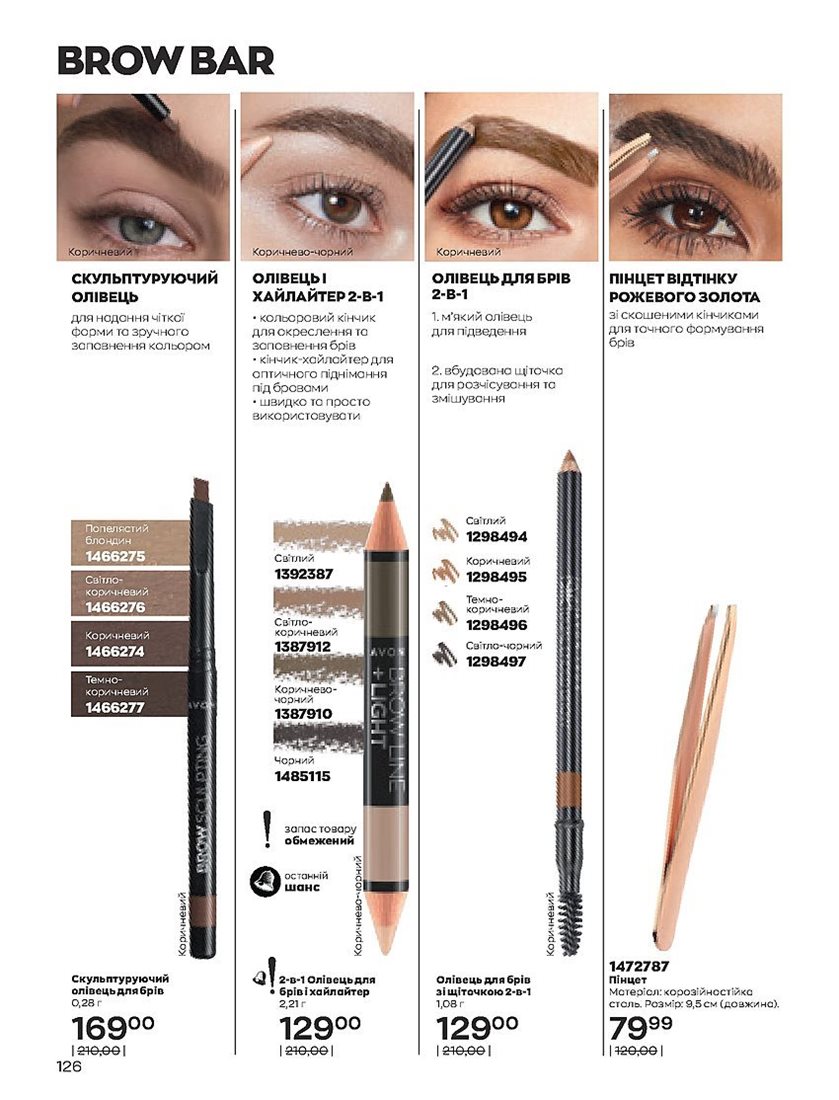 BROW BAR
Коричневий
СКУЛЬПТУРУЮЧИЙ
ОЛІВЕЦЬ
для надання чіткої
форми та зручного
заповнення кольором
Попелястий
блондин
1466275
Світло-
коричневий
1466276
Коричневий
1466274
Темно-
коричневий
1466277
AVON
BROW SCULPTING
Коричневий
Скульптуруючий
олівець для брів
0,28 г
16900
| 210,00 |
Коричнево-чорний
ОЛІВЕЦЬ І
ХАЙЛАЙТЕР 2-В-1
• кольоровий кінчик
для окреслення та
заповнення брів
• кінчик-хайлайтер для
оптичного піднімання
під бровами
• швидко та просто
використовувати
Світлий
1392387
Світло-
коричневий
1387912
Коричнево-
чорний
1387910
Чорний
1485115
AVON
BROW LINE
+ LIGHT
запас товару
обмежений
останній
шанс
Коричнево-чорний
2-в-1 Олівець для
брів і хайлайтер
2,21 г
12900
| 210,00 |
Коричневий
ОЛІВЕЦЬ ДЛЯ БРІВ
2-В-1
1. м'який олівець
для підведення
2. вбудована щіточка
для розчісування та
змішування
Світлий
1298494
Коричневий
1298495
Темно-
коричневий
1298496
Світло-чорний
1298497
Коричневий
Олівець для брів
зі щіточкою 2-в-1
1,08 г
12900
| 210,00 |
ПІНЦЕТ ВІДТІНКУ
РОЖЕВОГО ЗОЛОТА
зі скошеними кінчиками
для точного формування
брів
1472787
Пінцет
Матеріал: корозійностійка
сталь. Розмір: 9,5 см (довжина).
7999
| 120,00 |
126